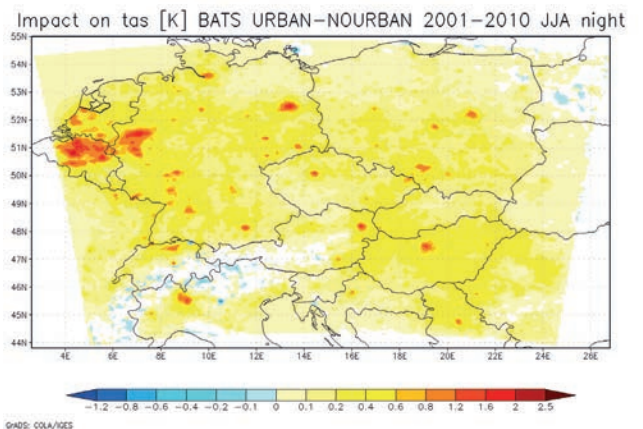 Impact on tas [K] BATS URBAN−NOURBAN 2001−2010 JJA night
55N
54N
53N
52N
51N
50N
49N
48N
47N
46N
45N
44N
4E 6E 8E 10E 12E 14E 16E 18E 20E 22E 24E 26E
−1.2 −0.8 −0.6 −0.4 −0.2 −0.1 0 0.1 0.2 0.4 0.6 0.8 1.2 1.6 2 2.5
GrADS: COLA/IGES